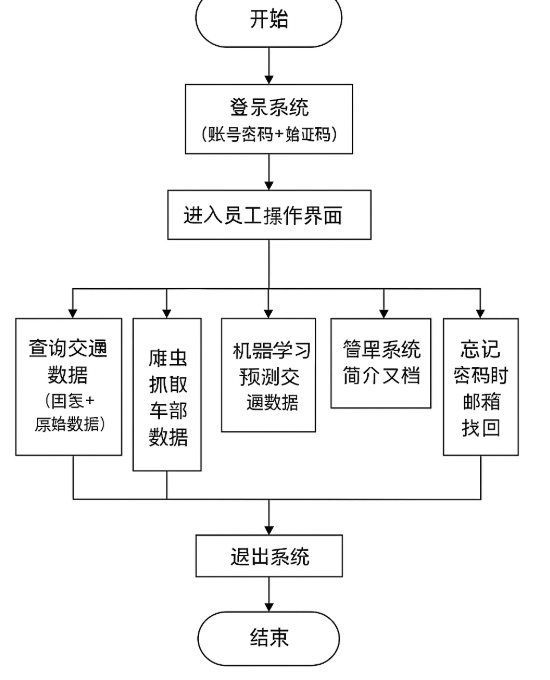 开始
登录系统
(账号密码+验证码)
进入员工操作界面
查询交通
数据
原始数据)
虫
抓取
车部
数据
机器学习
预测交
通数据
管理系统
简介文档
忘记
密码时
邮箱
找回
退出系统
结束